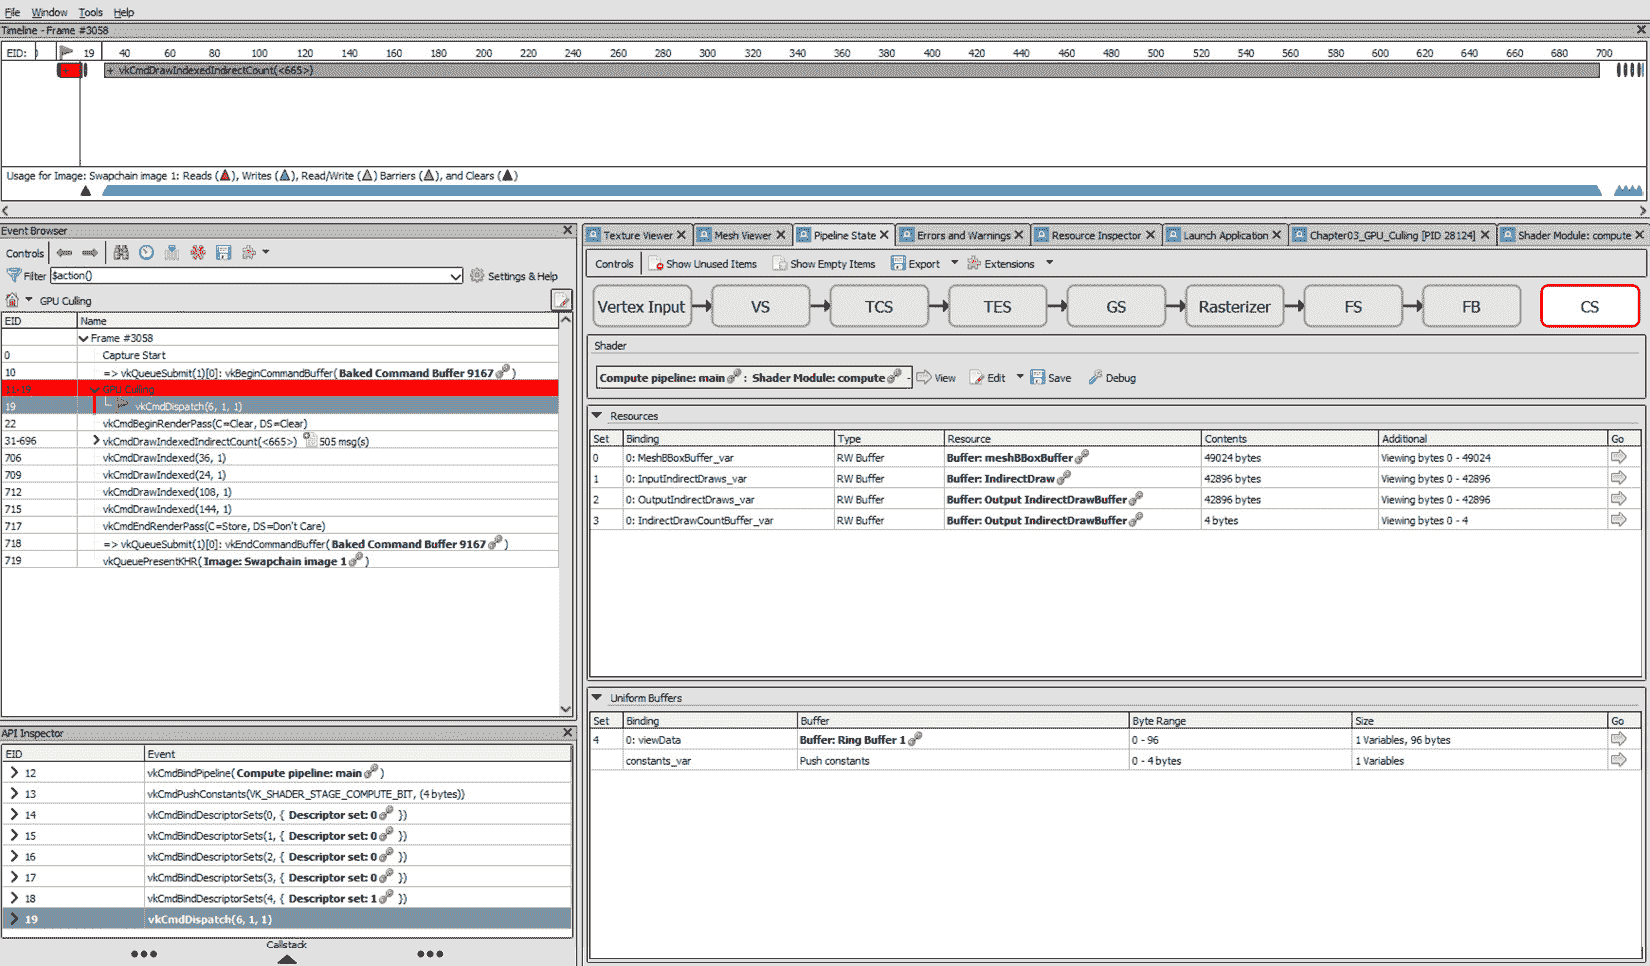 File Window Tools Help
Timeline - Frame #3058
EID: 0 19 40 60 80 100 120 140 160 180 200 220 240 260 280 300 320 340 360 380 400 420 440 460 480 500 520 540 560 580 600 620 640 660 680 700
+ vkCmdDrawIndexedIndirectCount(<665>)
Usage for Image: Swapchain image 1: Reads ( ), Writes ( ), Read/Write ( ) Barriers ( ), and Clears ( )
Event Browser
Controls
Filter $action() Settings & Help
GPU Culling
EID Name
Frame #3058
0 Capture Start
10 => vkQueueSubmit(1)[0]: vkBeginCommandBuffer( Baked Command Buffer 9167 )
11-19 GPU Culling
19 vkCmdDispatch(6, 1, 1)
22 vkCmdBeginRenderPass(C=Clear, DS=Clear)
31-696 vkCmdDrawIndexedIndirectCount(<665>) 505 msg(s)
706 vkCmdDrawIndexed(36, 1)
709 vkCmdDrawIndexed(24, 1)
712 vkCmdDrawIndexed(108, 1)
715 vkCmdDrawIndexed(144, 1)
717 vkCmdEndRenderPass(C=Store, DS=Don't Care)
718 => vkQueueSubmit(1)[0]: vkEndCommandBuffer( Baked Command Buffer 9167 )
719 vkQueuePresentKHR( Image: Swapchain image 1 )
API Inspector
EID Event
12 vkCmdBindPipeline( Compute pipeline: main )
13 vkCmdPushConstants(VK_SHADER_STAGE_COMPUTE_BIT, (4 bytes))
14 vkCmdBindDescriptorSets(0, { Descriptor set: 0 })
15 vkCmdBindDescriptorSets(1, { Descriptor set: 0 })
16 vkCmdBindDescriptorSets(2, { Descriptor set: 0 })
17 vkCmdBindDescriptorSets(3, { Descriptor set: 0 })
18 vkCmdBindDescriptorSets(4, { Descriptor set: 1 })
19 vkCmdDispatch(6, 1, 1)
Callstack
Texture Viewer Mesh Viewer Pipeline State Errors and Warnings Resource Inspector Launch Application Chapter03_GPU_Culling [PID 28124] Shader Module: compute
Controls Show Unused Items Show Empty Items Export Extensions
Vertex Input VS TCS TES GS Rasterizer FS FB CS
Shader
Compute pipeline: main : Shader Module: compute - View Edit Save Debug
Resources
Set Binding Type Resource Contents Additional Go
0 0: MeshBBoxBuffer_var RW Buffer Buffer: meshBBoxBuffer 49024 bytes Viewing bytes 0 - 49024
1 0: InputIndirectDraws_var RW Buffer Buffer: IndirectDraw 42896 bytes Viewing bytes 0 - 42896
2 0: OutputIndirectDraws_var RW Buffer Buffer: Output IndirectDrawBuffer 42896 bytes Viewing bytes 0 - 42896
3 0: IndirectDrawCountBuffer_var RW Buffer Buffer: Output IndirectDrawBuffer 4 bytes Viewing bytes 0 - 4
Uniform Buffers
Set Binding Buffer Byte Range Size Go
4 0: viewData Buffer: Ring Buffer 1 0 - 96 1 Variables, 96 bytes
constants_var Push constants 0 - 4 bytes 1 Variables